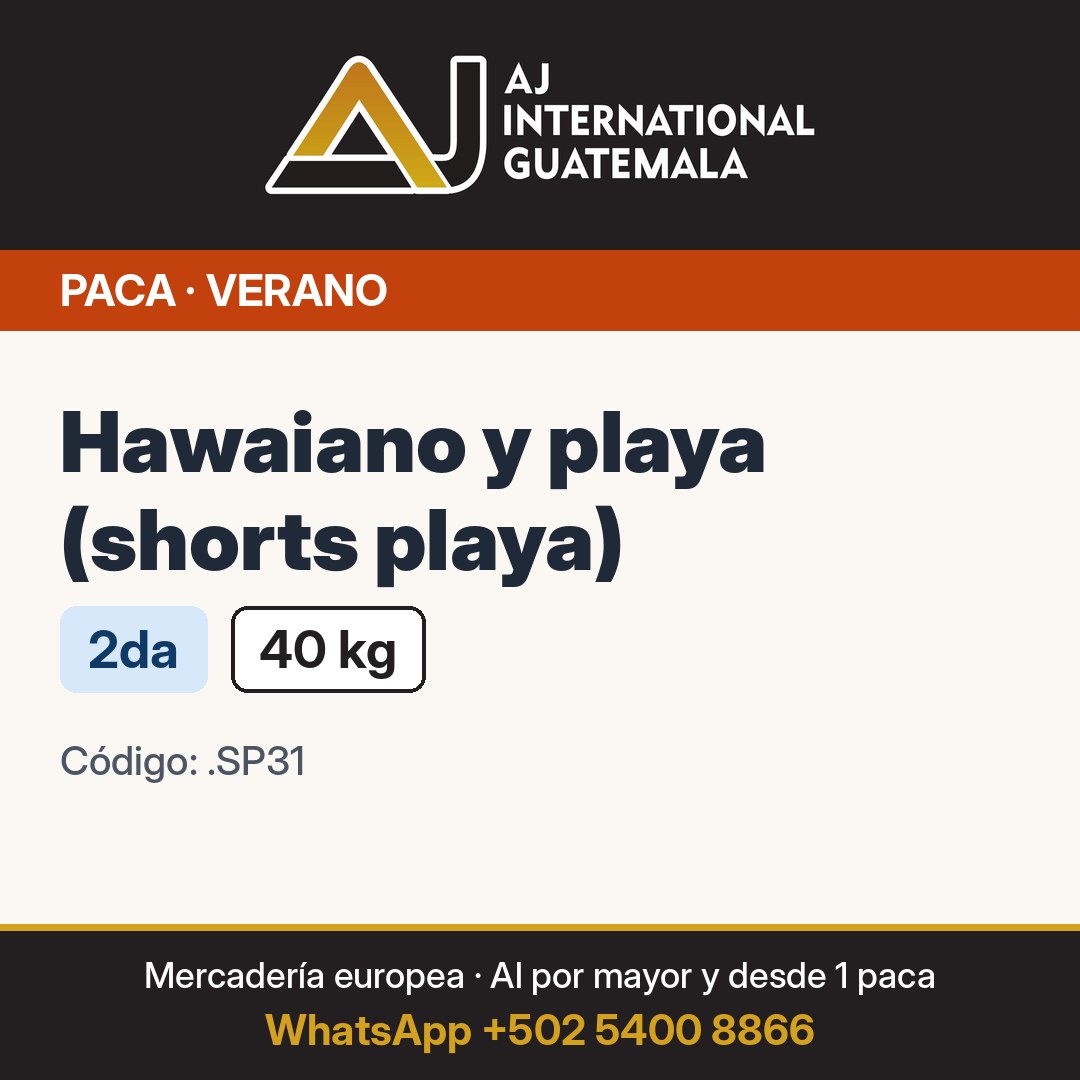 AJ
AJ
INTERNATIONAL
GUATEMALA
PACA · VERANO
Hawaiano y playa
(shorts playa)
2da
40 kg
Código: .SP31
Mercadería europea · Al por mayor y desde 1 paca
WhatsApp +502 5400 8866